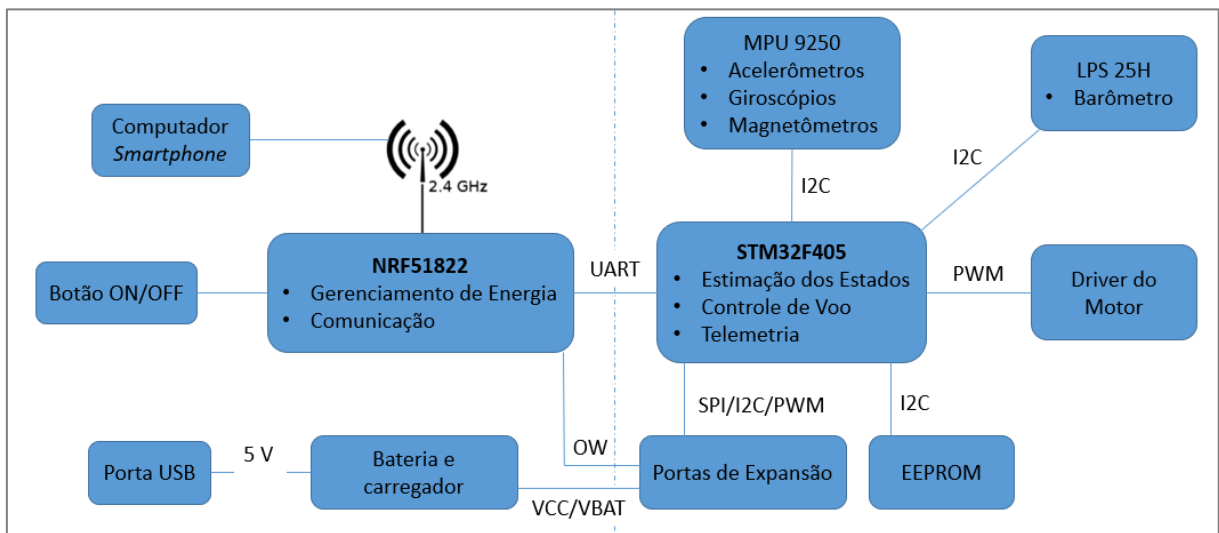 MPU 9250
• Acelerômetros
• Giroscópios
• Magnetômetros
LPS 25H
• Barômetro
Computador
Smartphone
2.4 GHz
I2C
I2C
Botão ON/OFF
NRF51822
• Gerenciamento de Energia
• Comunicação
UART
STM32F405
• Estimação dos Estados
• Controle de Voo
• Telemetria
PWM
Driver do
Motor
SPI/I2C/PWM
I2C
Porta USB
5 V
Bateria e
carregador
OW
VCC/VBAT
Portas de Expansão
EEPROM